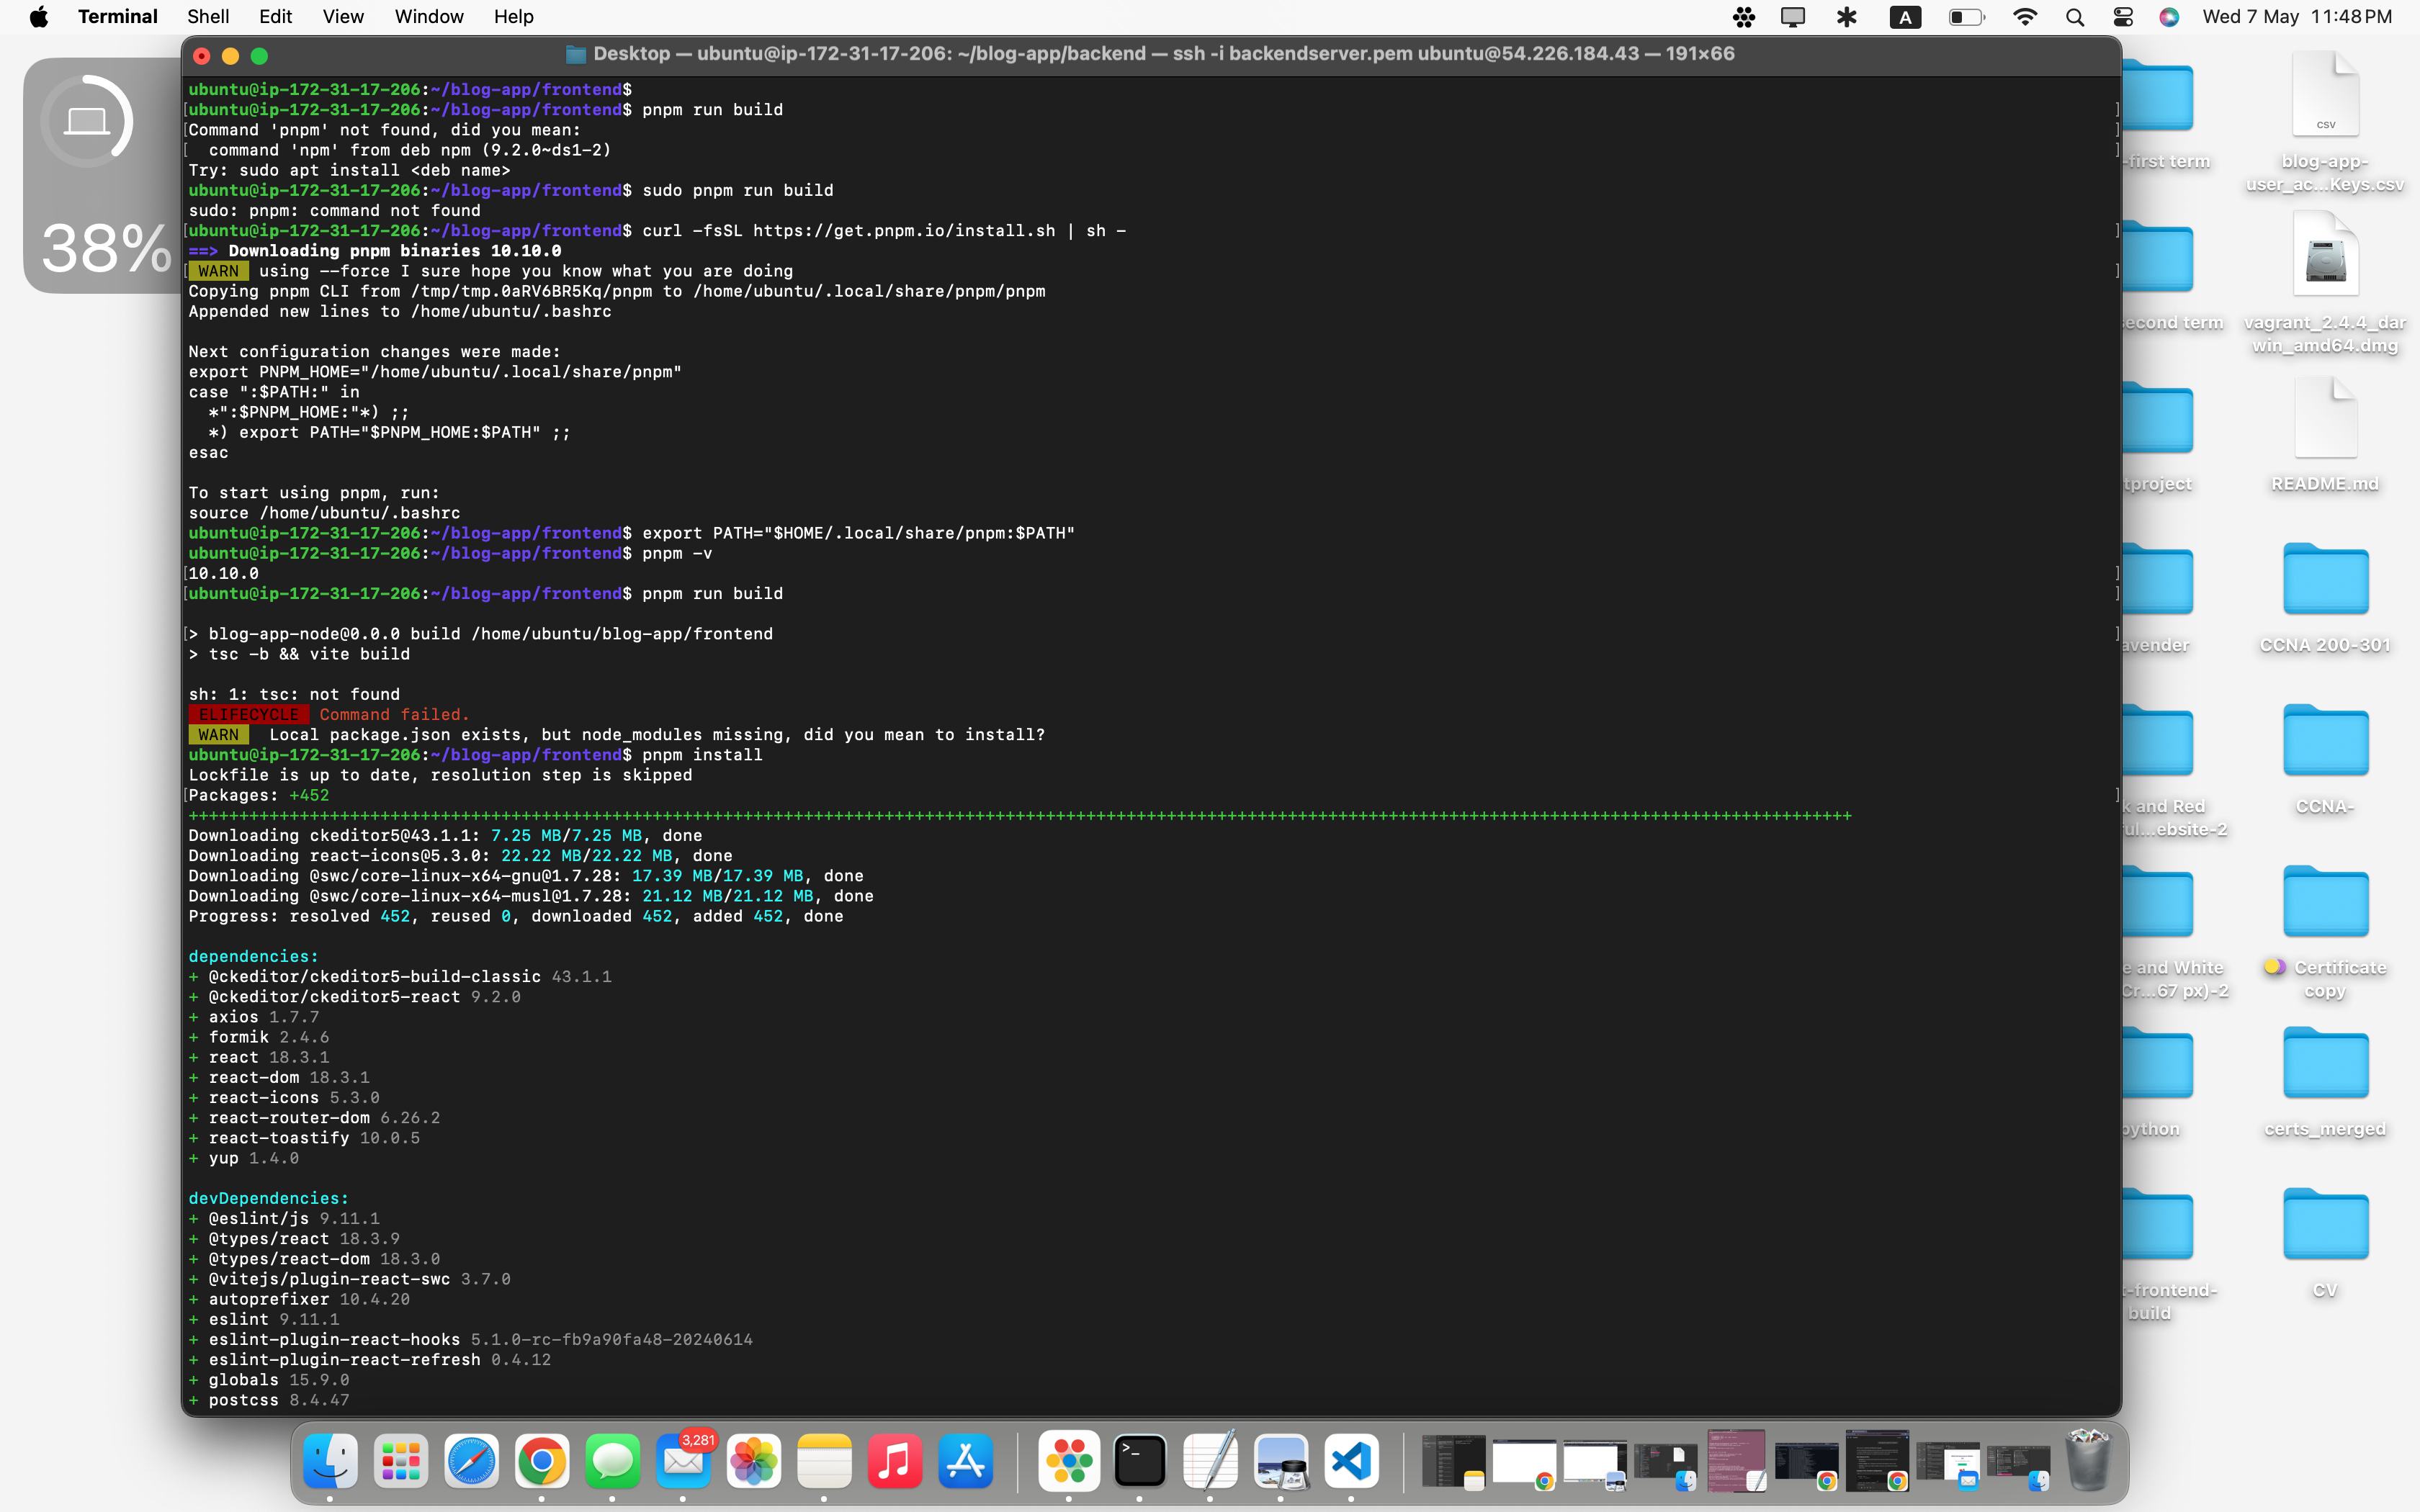 Terminal Shell Edit View Window Help
A
Wed 7 May 11:48 PM
Desktop — ubuntu@ip-172-31-17-206: ~/blog-app/backend — ssh -i backendserver.pem ubuntu@54.226.184.43 — 191×66
38%
ubuntu@ip-172-31-17-206:~/blog-app/frontend$
[ubuntu@ip-172-31-17-206:~/blog-app/frontend$ pnpm run build ]
[Command 'pnpm' not found, did you mean: ]
[ command 'npm' from deb npm (9.2.0~ds1-2) ]
Try: sudo apt install <deb name>
ubuntu@ip-172-31-17-206:~/blog-app/frontend$ sudo pnpm run build
sudo: pnpm: command not found
[ubuntu@ip-172-31-17-206:~/blog-app/frontend$ curl -fsSL https://get.pnpm.io/install.sh | sh - ]
==> Downloading pnpm binaries 10.10.0
[ WARN using --force I sure hope you know what you are doing ]
Copying pnpm CLI from /tmp/tmp.0aRV6BR5Kq/pnpm to /home/ubuntu/.local/share/pnpm/pnpm
Appended new lines to /home/ubuntu/.bashrc
Next configuration changes were made:
export PNPM_HOME="/home/ubuntu/.local/share/pnpm"
case ":$PATH:" in
*":$PNPM_HOME:"*) ;;
*) export PATH="$PNPM_HOME:$PATH" ;;
esac
To start using pnpm, run:
source /home/ubuntu/.bashrc
ubuntu@ip-172-31-17-206:~/blog-app/frontend$ export PATH="$HOME/.local/share/pnpm:$PATH"
ubuntu@ip-172-31-17-206:~/blog-app/frontend$ pnpm -v
[10.10.0 ]
[ubuntu@ip-172-31-17-206:~/blog-app/frontend$ pnpm run build ]
[> blog-app-node@0.0.0 build /home/ubuntu/blog-app/frontend ]
> tsc -b && vite build
sh: 1: tsc: not found
ELIFECYCLE Command failed.
WARN Local package.json exists, but node_modules missing, did you mean to install?
ubuntu@ip-172-31-17-206:~/blog-app/frontend$ pnpm install
Lockfile is up to date, resolution step is skipped
[Packages: +452 ]
+++++++++++++++++++++++++++++++++++++++++++++++++++++++++++++++++++++++++++++++++++++++++++++++++++++++++++++++++++++++++++++++++++++++++++++++++++++++++++++++++++++
Downloading ckeditor5@43.1.1: 7.25 MB/7.25 MB, done
Downloading react-icons@5.3.0: 22.22 MB/22.22 MB, done
Downloading @swc/core-linux-x64-gnu@1.7.28: 17.39 MB/17.39 MB, done
Downloading @swc/core-linux-x64-musl@1.7.28: 21.12 MB/21.12 MB, done
Progress: resolved 452, reused 0, downloaded 452, added 452, done
dependencies:
+ @ckeditor/ckeditor5-build-classic 43.1.1
+ @ckeditor/ckeditor5-react 9.2.0
+ axios 1.7.7
+ formik 2.4.6
+ react 18.3.1
+ react-dom 18.3.1
+ react-icons 5.3.0
+ react-router-dom 6.26.2
+ react-toastify 10.0.5
+ yup 1.4.0
devDependencies:
+ @eslint/js 9.11.1
+ @types/react 18.3.9
+ @types/react-dom 18.3.0
+ @vitejs/plugin-react-swc 3.7.0
+ autoprefixer 10.4.20
+ eslint 9.11.1
+ eslint-plugin-react-hooks 5.1.0-rc-fb9a90fa48-20240614
+ eslint-plugin-react-refresh 0.4.12
+ globals 15.9.0
+ postcss 8.4.47
-first term
econd term
tproject
avender
k and Red
ful...ebsite-2
e and White
Cr...67 px)-2
python
t-frontend-
build
csv
blog-app-
user_ac...Keys.csv
vagrant_2.4.4_dar
win_amd64.dmg
README.md
CCNA 200-301
CCNA-
Certificate
copy
certs_merged
CV
3,281
>_